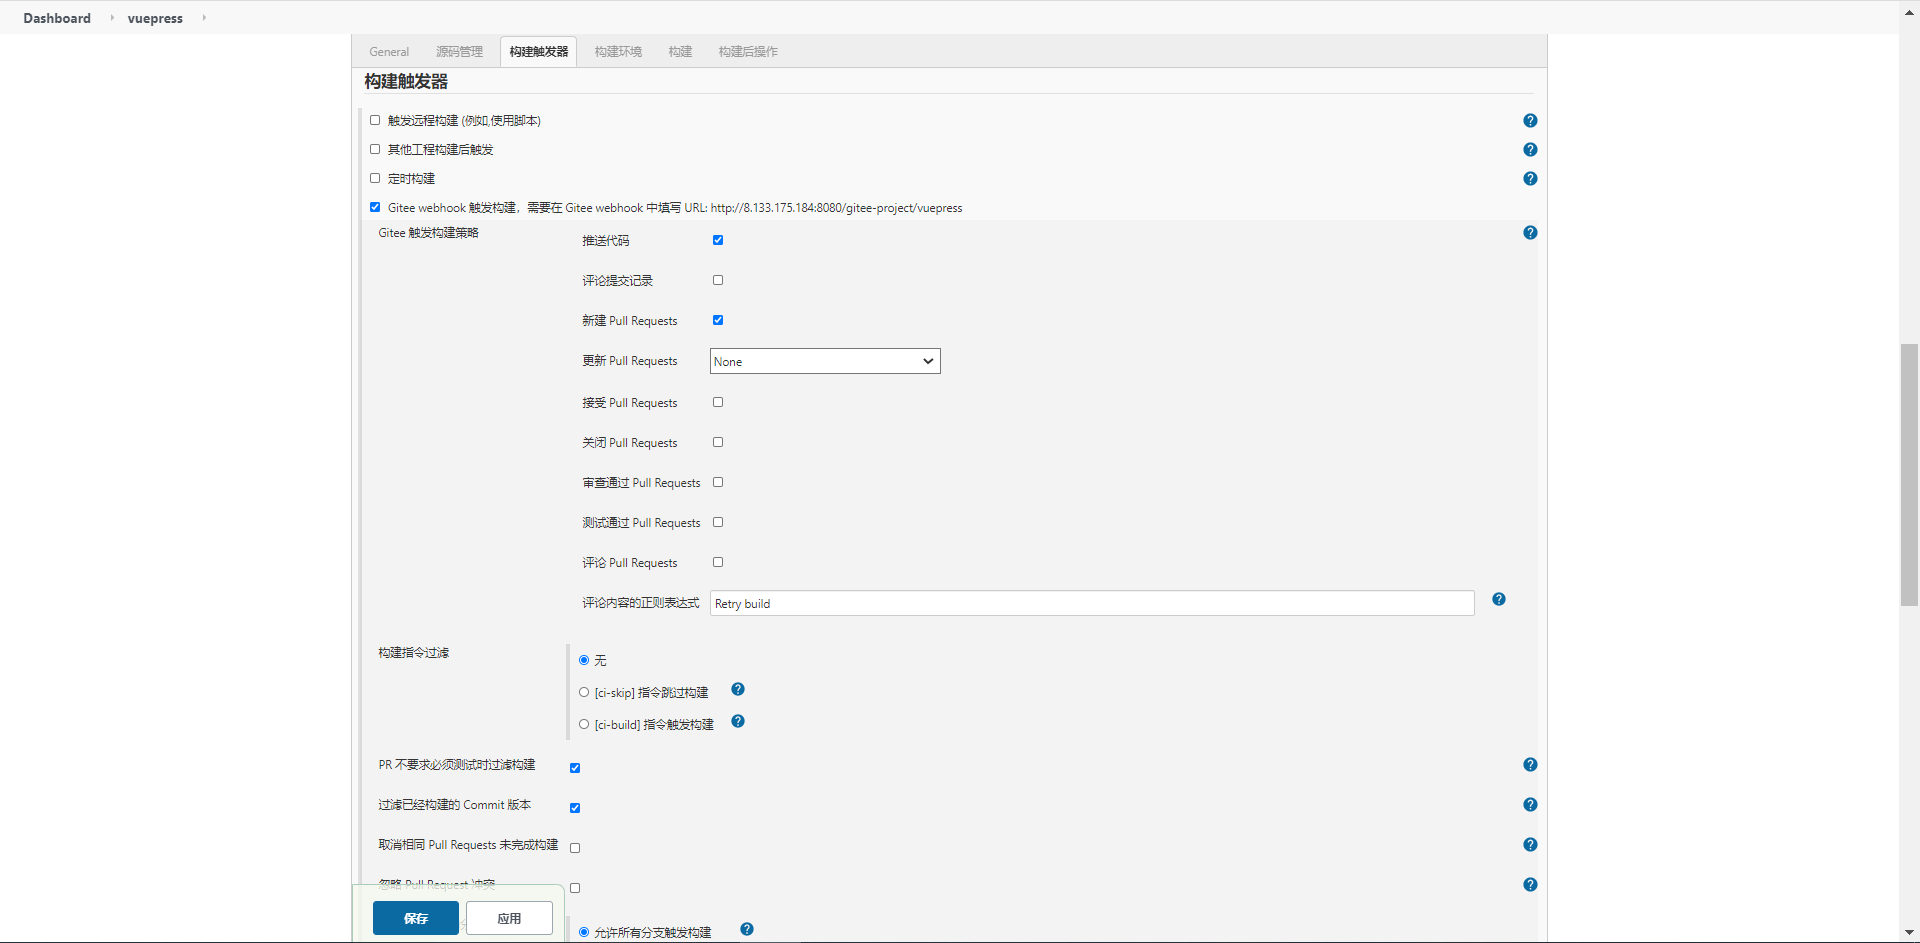 Dashboard vuepress
General 源码管理 构建触发器 构建环境 构建 构建后操作
构建触发器
触发远程构建 (例如,使用脚本)
其他工程构建后触发
定时构建
Gitee webhook 触发构建，需要在 Gitee webhook 中填写 URL: http://8.133.175.184:8080/gitee-project/vuepress
Gitee 触发构建策略
推送代码
评论提交记录
新建 Pull Requests
更新 Pull Requests None
接受 Pull Requests
关闭 Pull Requests
审查通过 Pull Requests
测试通过 Pull Requests
评论 Pull Requests
评论内容的正则表达式 Retry build
构建指令过滤
无
[ci-skip] 指令跳过构建
[ci-build] 指令触发构建
PR 不要求必须测试时过滤构建
过滤已经构建的 Commit 版本
取消相同 Pull Requests 未完成构建
忽略 Pull Request 冲突
保存 应用
允许所有分支触发构建